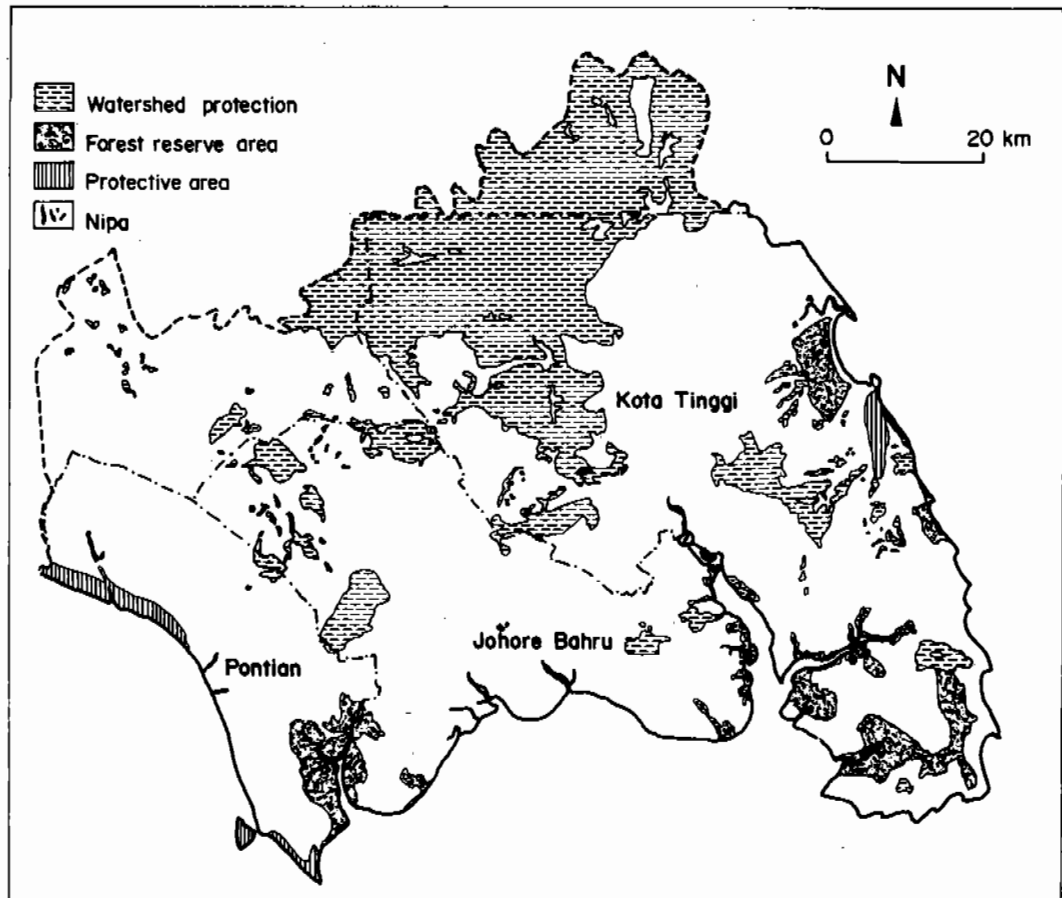 Watershed protection
Forest reserve area
Protective area
Nipa
N
0 20 km
Kota Tinggi
Johore Bahru
Pontian